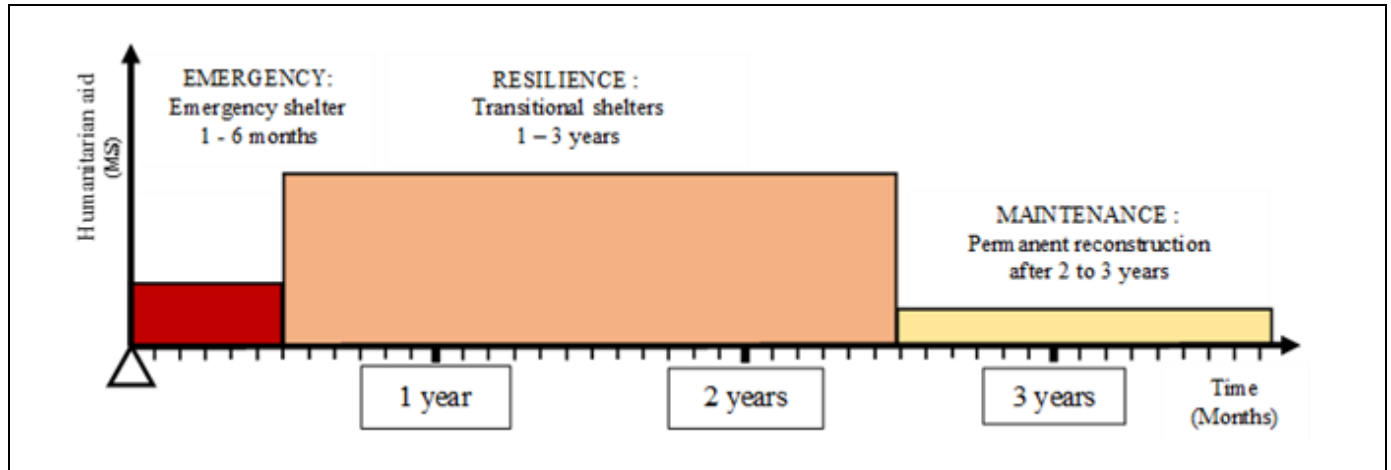 Humanitarian aid
(MS)
EMERGENCY:
Emergency shelter
1 - 6 months
RESILIENCE :
Transitional shelters
1 – 3 years
MAINTENANCE :
Permanent reconstruction
after 2 to 3 years
1 year
2 years
3 years
Time
(Months)